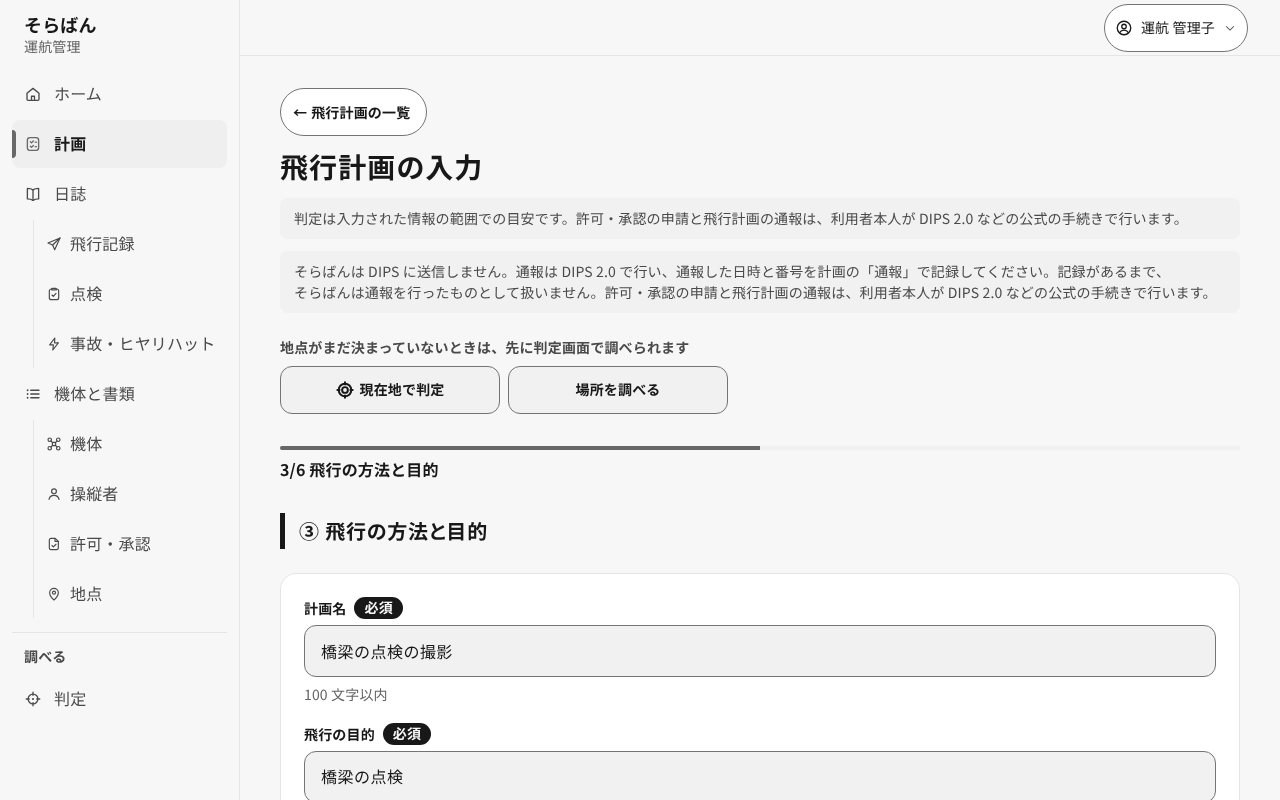 そらばん
運航管理
運航 管理子
ホーム
計画
日誌
飛行記録
点検
事故・ヒヤリハット
機体と書類
機体
操縦者
許可・承認
地点
調べる
判定
← 飛行計画の一覧
飛行計画の入力
判定は入力された情報の範囲での目安です。許可・承認の申請と飛行計画の通報は、利用者本人が DIPS 2.0 などの公式の手続きで行います。
そらばんは DIPS に送信しません。通報は DIPS 2.0 で行い、通報した日時と番号を計画の「通報」で記録してください。記録があるまで、
そらばんは通報を行ったものとして扱いません。許可・承認の申請と飛行計画の通報は、利用者本人が DIPS 2.0 などの公式の手続きで行います。
地点がまだ決まっていないときは、先に判定画面で調べられます
現在地で判定
場所を調べる
3/6 飛行の方法と目的
③ 飛行の方法と目的
計画名 必須
橋梁の点検の撮影
100 文字以内
飛行の目的 必須
橋梁の点検